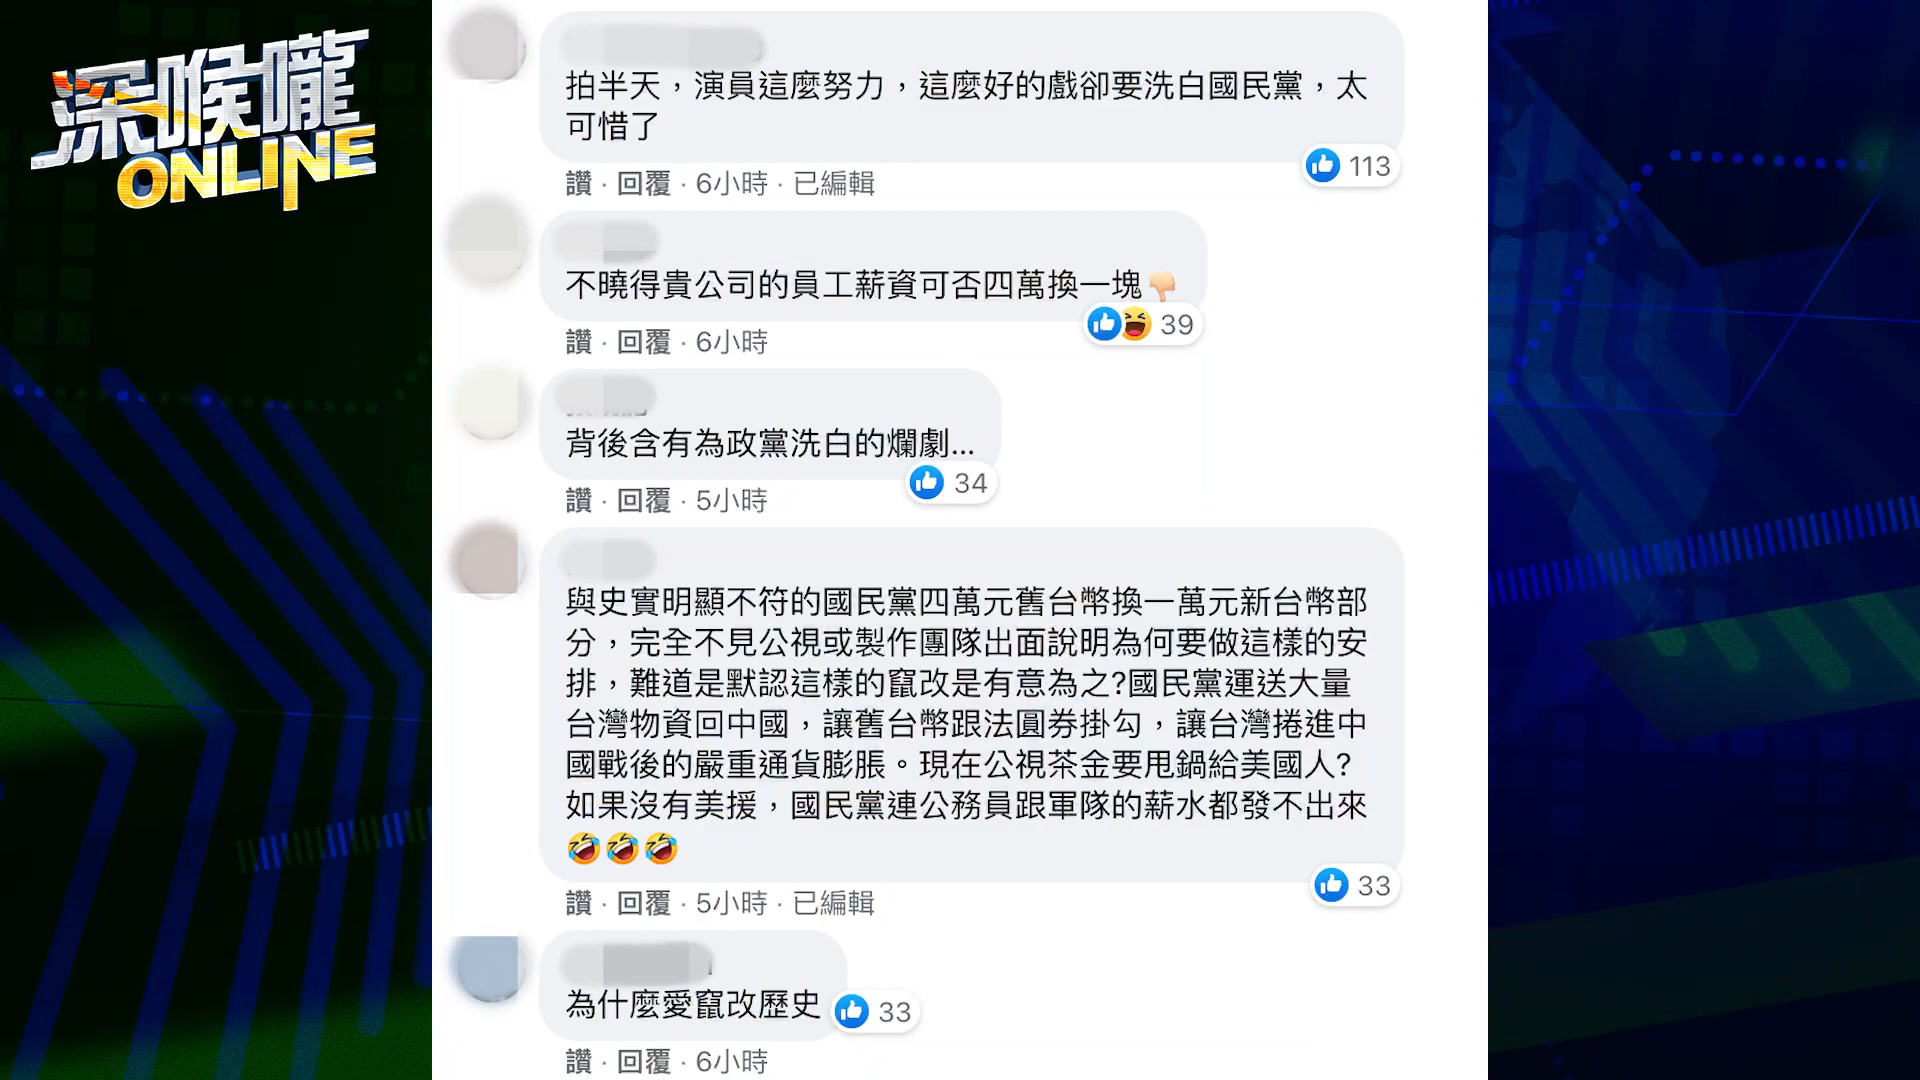 深喉嚨
ONLINE
拍半天，演員這麼努力，這麼好的戲卻要洗白國民黨，太
可惜了
113
讚 · 回覆 · 6小時 · 已編輯
不曉得貴公司的員工薪資可否四萬換一塊👎🏻
39
讚 · 回覆 · 6小時
背後含有為政黨洗白的爛劇...
34
讚 · 回覆 · 5小時
與史實明顯不符的國民黨四萬元舊台幣換一萬元新台幣部
分，完全不見公視或製作團隊出面說明為何要做這樣的安
排，難道是默認這樣的竄改是有意為之?國民黨運送大量
台灣物資回中國，讓舊台幣跟法圓券掛勾，讓台灣捲進中
國戰後的嚴重通貨膨脹。現在公視茶金要甩鍋給美國人?
如果沒有美援，國民黨連公務員跟軍隊的薪水都發不出來
🤣🤣🤣
33
讚 · 回覆 · 5小時 · 已編輯
為什麼愛竄改歷史
33
讚 · 回覆 · 6小時